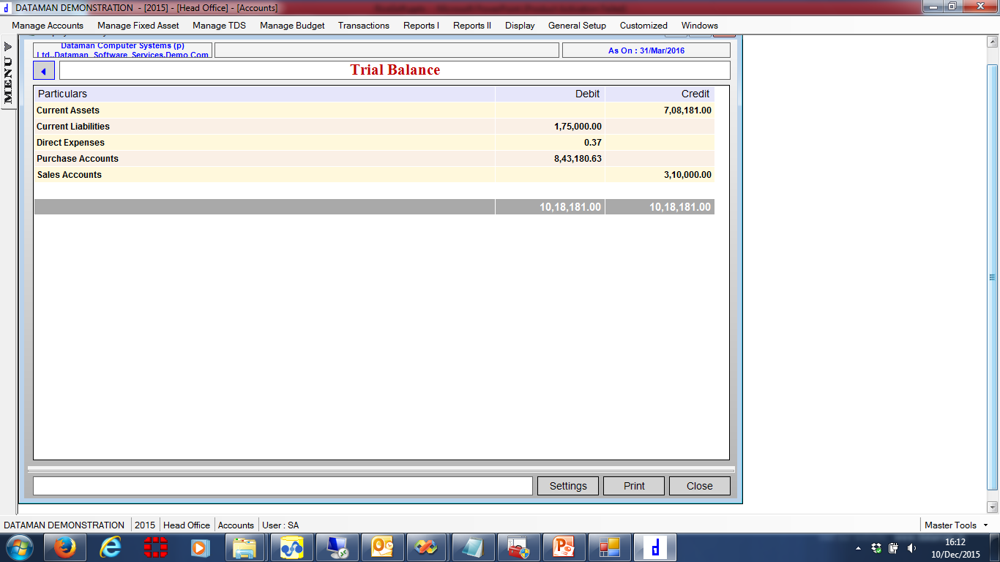 DATAMAN DEMONSTRATION - [2015] - [Head Office] - [Accounts]
Manage Accounts Manage Fixed Asset Manage TDS Manage Budget Transactions Reports I Reports II Display General Setup Customized Windows
MENU
Dataman Computer Systems (p)
Ltd.,Dataman Software Services,Demo Com
As On : 31/Mar/2016
Trial Balance
Particulars Debit Credit
Current Assets 7,08,181.00
Current Liabilities 1,75,000.00
Direct Expenses 0.37
Purchase Accounts 8,43,180.63
Sales Accounts 3,10,000.00
10,18,181.00 10,18,181.00
Settings Print Close
DATAMAN DEMONSTRATION 2015 Head Office Accounts User : SA Master Tools
16:12
10/Dec/2015